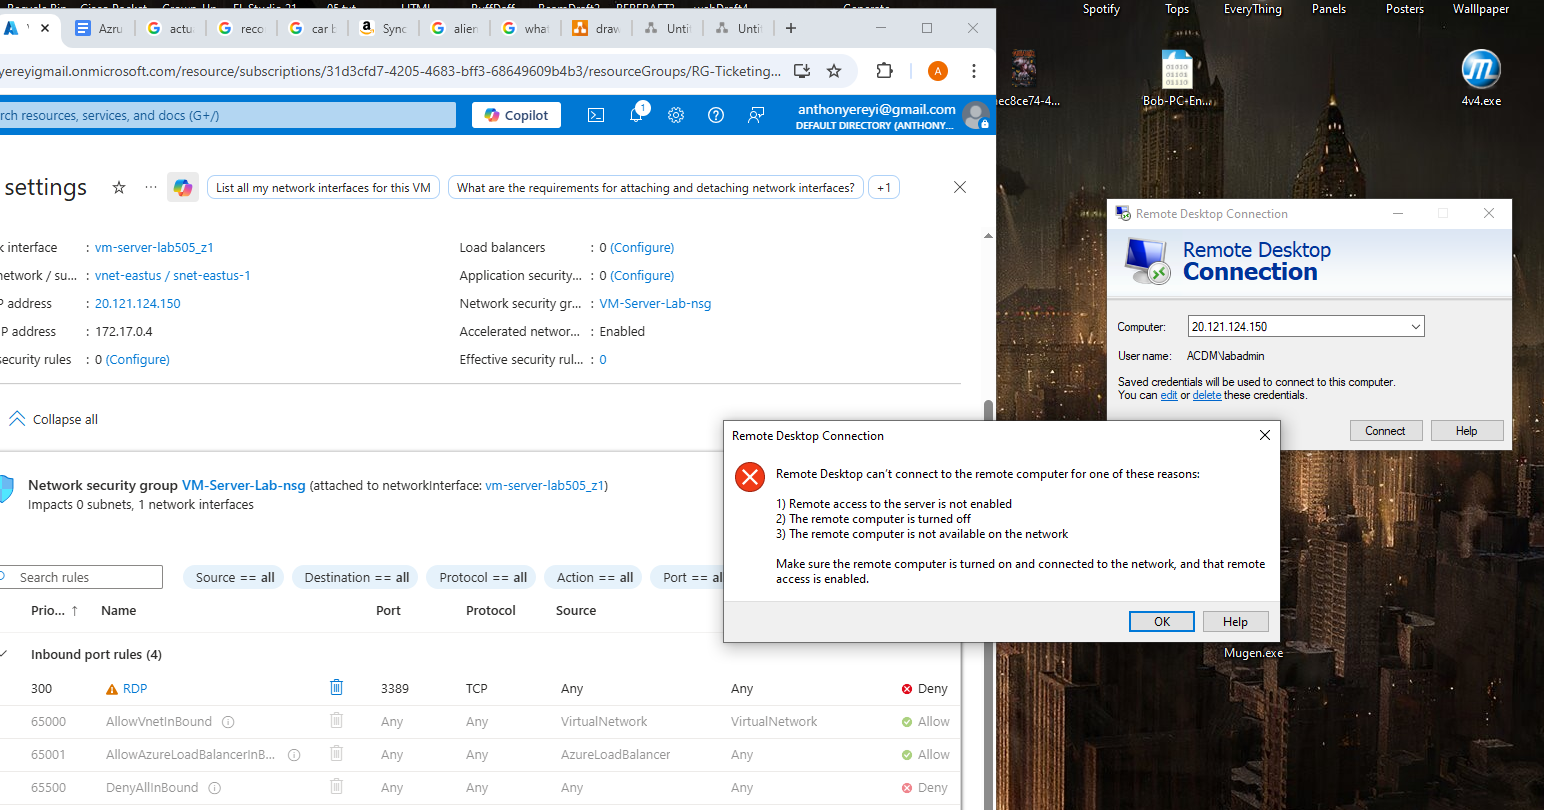 Spotify
Tops
EveryThing
Panels
Posters
Wallpaper
Azru
actu
reco
car b
Sync
alien
what
draw
Untit
Untit
yereyigmail.onmicrosoft.com/resource/subscriptions/31d3cfd7-4205-4683-bff3-68649609b4b3/resourceGroups/RG-Ticketing...
A
rch resources, services, and docs (G+/)
Copilot
1
anthonyereyi@gmail.com
DEFAULT DIRECTORY (ANTHONY...
nec8ce74-4...
Bob-PC-En...
4v4.exe
settings
List all my network interfaces for this VM
What are the requirements for attaching and detaching network interfaces?
+1
k interface : vm-server-lab505_z1
Load balancers : 0 (Configure)
network / su... : vnet-eastus / snet-eastus-1
Application security... : 0 (Configure)
P address : 20.121.124.150
Network security gr... : VM-Server-Lab-nsg
P address : 172.17.0.4
Accelerated networ... : Enabled
security rules : 0 (Configure)
Effective security rul... : 0
Collapse all
Network security group VM-Server-Lab-nsg (attached to networkInterface: vm-server-lab505_z1)
Impacts 0 subnets, 1 network interfaces
Search rules
Source == all
Destination == all
Protocol == all
Action == all
Port == al
Prio... ↑ Name Port Protocol Source
Inbound port rules (4)
300 RDP 3389 TCP Any Any Deny
65000 AllowVnetInBound Any Any VirtualNetwork VirtualNetwork Allow
65001 AllowAzureLoadBalancerInB... Any Any AzureLoadBalancer Any Allow
65500 DenyAllInBound Any Any Any Any Deny
Remote Desktop Connection
Remote Desktop
Connection
Computer: 20.121.124.150
User name: ACDM\labadmin
Saved credentials will be used to connect to this computer.
You can edit or delete these credentials.
Connect
Help
Remote Desktop Connection
Remote Desktop can't connect to the remote computer for one of these reasons:
1) Remote access to the server is not enabled
2) The remote computer is turned off
3) The remote computer is not available on the network
Make sure the remote computer is turned on and connected to the network, and that remote
access is enabled.
OK
Help
Mugen.exe